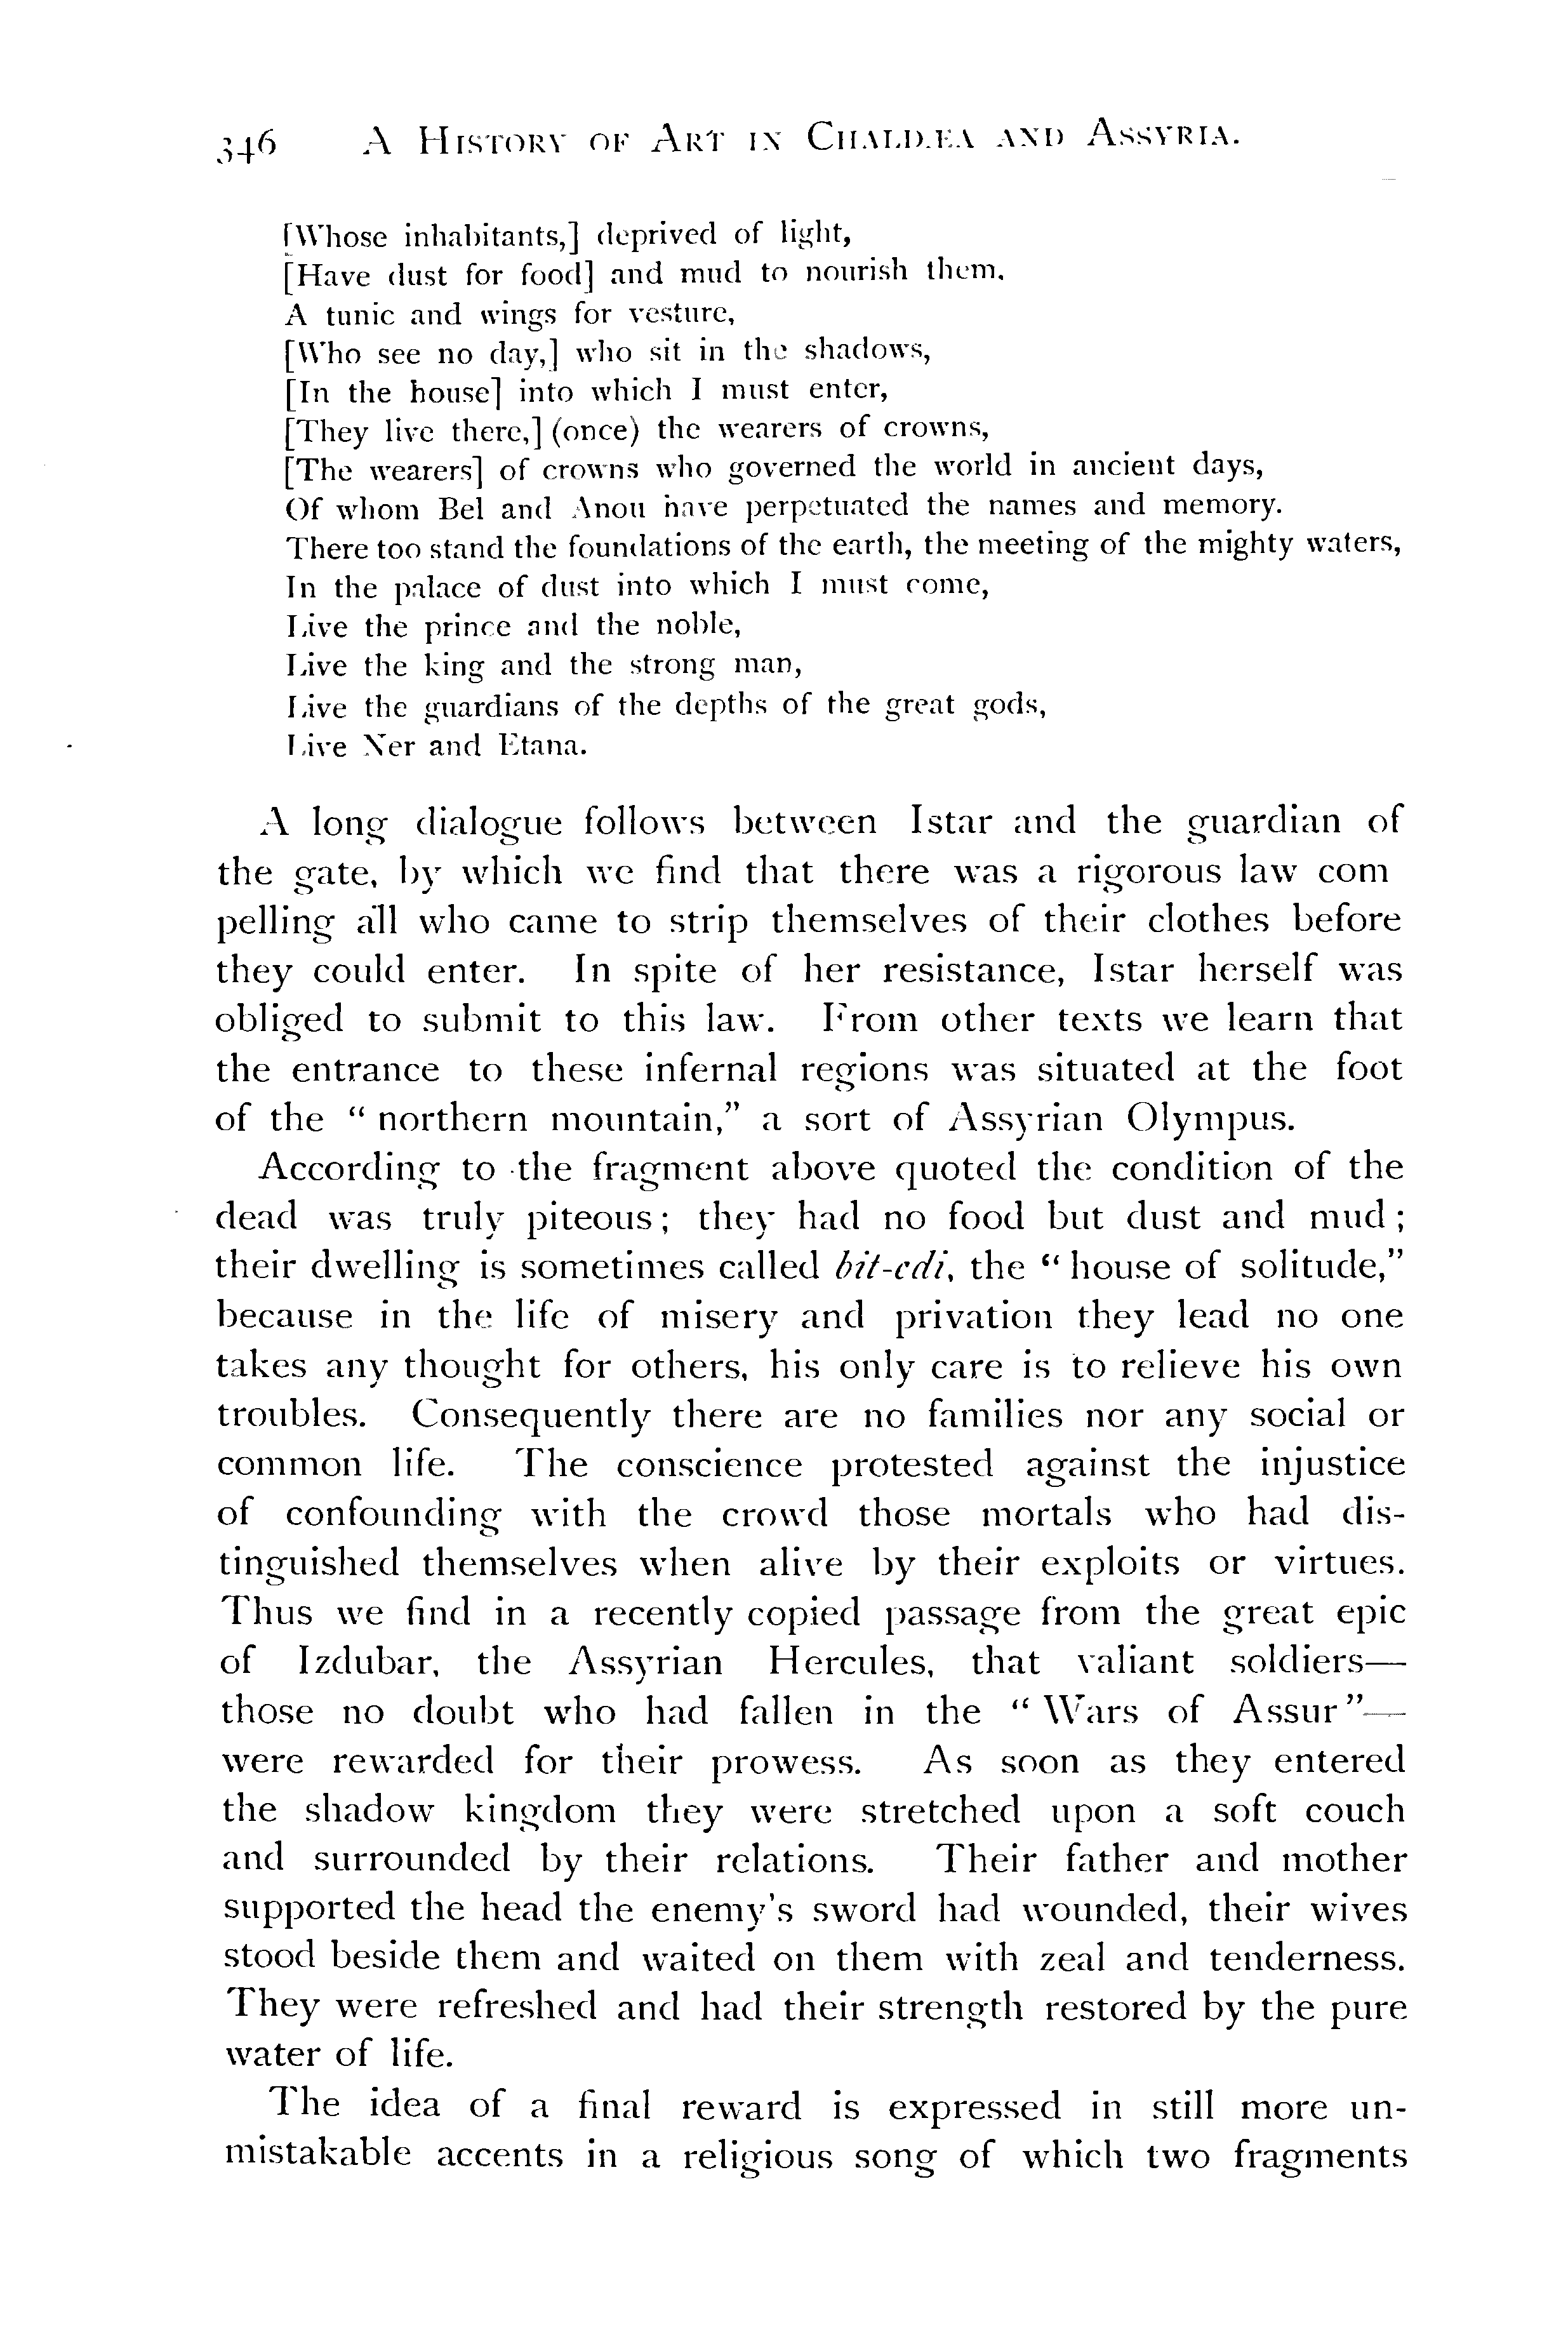 346 A History of Art in Chaldæa and Assyria.
[Whose inhabitants,] deprived of light,
[Have dust for food] and mud to nourish them.
A tunic and wings for vesture,
[Who see no day,] who sit in the shadows,
[In the house] into which I must enter,
[They live there,] (once) the wearers of crowns,
[The wearers] of crowns who governed the world in ancient days,
Of whom Bel and Anou have perpetuated the names and memory.
There too stand the foundations of the earth, the meeting of the mighty waters,
In the palace of dust into which I must come,
Live the prince and the noble,
Live the king and the strong man,
Live the guardians of the depths of the great gods,
Live Ner and Etana.
A long dialogue follows between Istar and the guardian of
the gate, by which we find that there was a rigorous law com
pelling all who came to strip themselves of their clothes before
they could enter. In spite of her resistance, Istar herself was
obliged to submit to this law. From other texts we learn that
the entrance to these infernal regions was situated at the foot
of the “northern mountain,” a sort of Assyrian Olympus.
According to the fragment above quoted the condition of the
dead was truly piteous; they had no food but dust and mud;
their dwelling is sometimes called bit-edi, the “house of solitude,”
because in the life of misery and privation they lead no one
takes any thought for others, his only care is to relieve his own
troubles. Consequently there are no families nor any social or
common life. The conscience protested against the injustice
of confounding with the crowd those mortals who had dis-
tinguished themselves when alive by their exploits or virtues.
Thus we find in a recently copied passage from the great epic
of Izdubar, the Assyrian Hercules, that valiant soldiers—
those no doubt who had fallen in the “Wars of Assur”—
were rewarded for their prowess. As soon as they entered
the shadow kingdom they were stretched upon a soft couch
and surrounded by their relations. Their father and mother
supported the head the enemy's sword had wounded, their wives
stood beside them and waited on them with zeal and tenderness.
They were refreshed and had their strength restored by the pure
water of life.
The idea of a final reward is expressed in still more un-
mistakable accents in a religious song of which two fragments